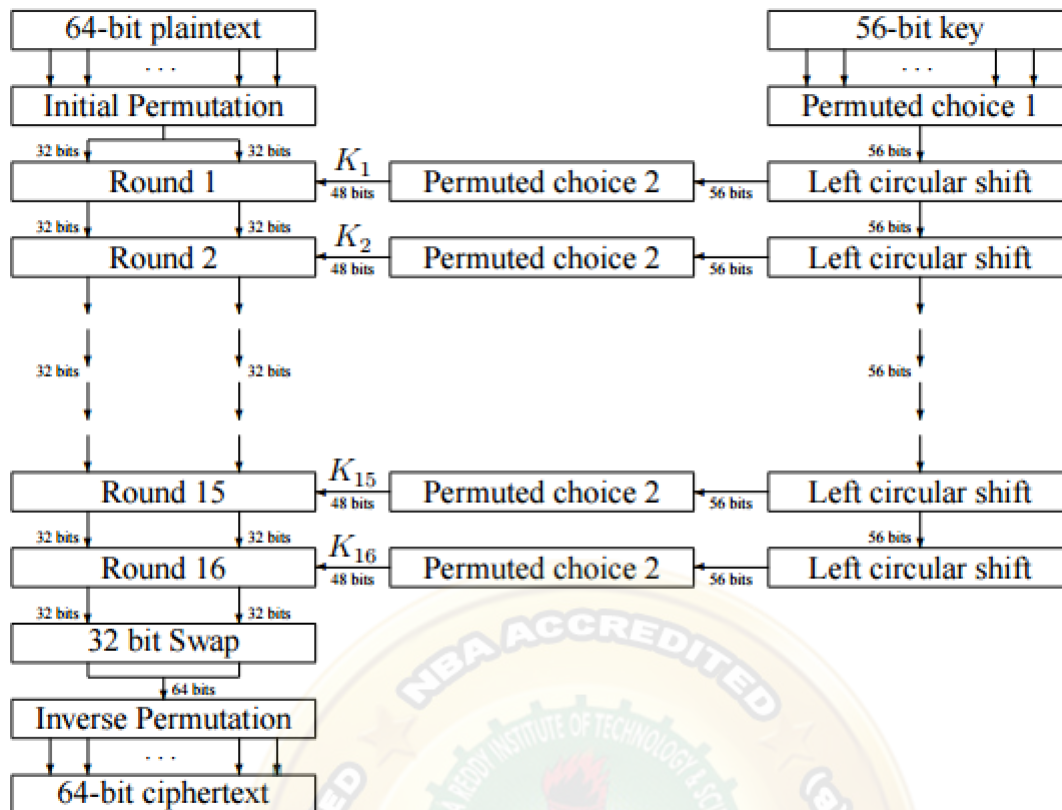 64-bit plaintext
56-bit key
. . .
. . .
Initial Permutation
Permuted choice 1
32 bits
32 bits
56 bits
K1
Round 1
48 bits
Permuted choice 2
56 bits
Left circular shift
32 bits
32 bits
56 bits
K2
Round 2
48 bits
Permuted choice 2
56 bits
Left circular shift
32 bits
32 bits
56 bits
K15
Round 15
48 bits
Permuted choice 2
56 bits
Left circular shift
32 bits
32 bits
56 bits
K16
Round 16
48 bits
Permuted choice 2
56 bits
Left circular shift
32 bits
32 bits
32 bit Swap
64 bits
Inverse Permutation
. . .
64-bit ciphertext
NBA ACCREDITED
REDDY INSTITUTE OF TECHNOLOGY &